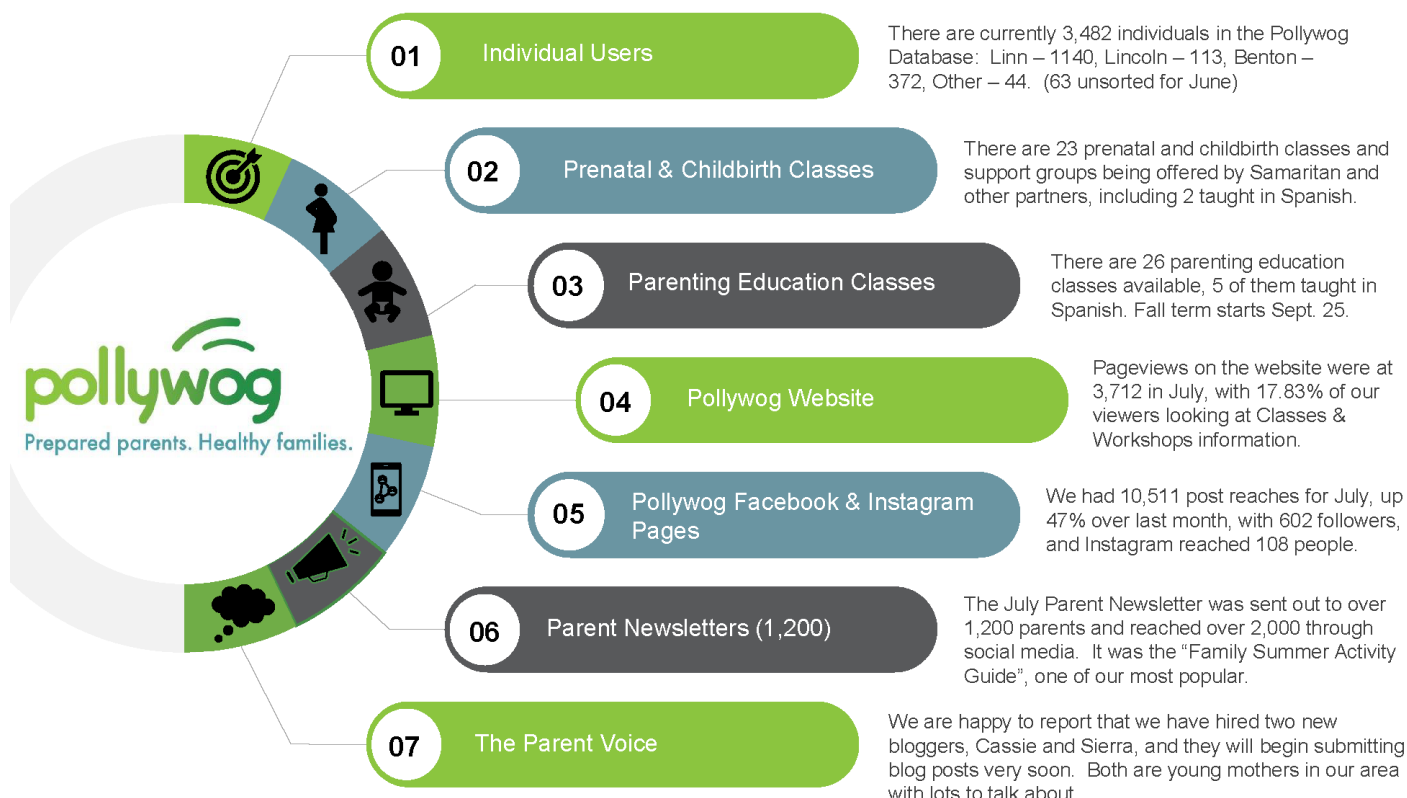 01
Individual Users
There are currently 3,482 individuals in the Pollywog
Database:  Linn – 1140, Lincoln – 113, Benton –
372, Other – 44.  (63 unsorted for June)
02
Prenatal & Childbirth Classes
There are 23 prenatal and childbirth classes and
support groups being offered by Samaritan and
other partners, including 2 taught in Spanish.
03
Parenting Education Classes
There are 26 parenting education
classes available, 5 of them taught in
Spanish. Fall term starts Sept. 25.
pollywog
Prepared parents. Healthy families.
04
Pollywog Website
Pageviews on the website were at
3,712 in July, with 17.83% of our
viewers looking at Classes &
Workshops information.
05
Pollywog Facebook & Instagram
Pages
We had 10,511 post reaches for July, up
47% over last month, with 602 followers,
and Instagram reached 108 people.
06
Parent Newsletters (1,200)
The July Parent Newsletter was sent out to over
1,200 parents and reached over 2,000 through
social media.  It was the “Family Summer Activity
Guide”, one of our most popular.
07
The Parent Voice
We are happy to report that we have hired two new
bloggers, Cassie and Sierra, and they will begin submitting
blog posts very soon.  Both are young mothers in our area
with lots to talk about